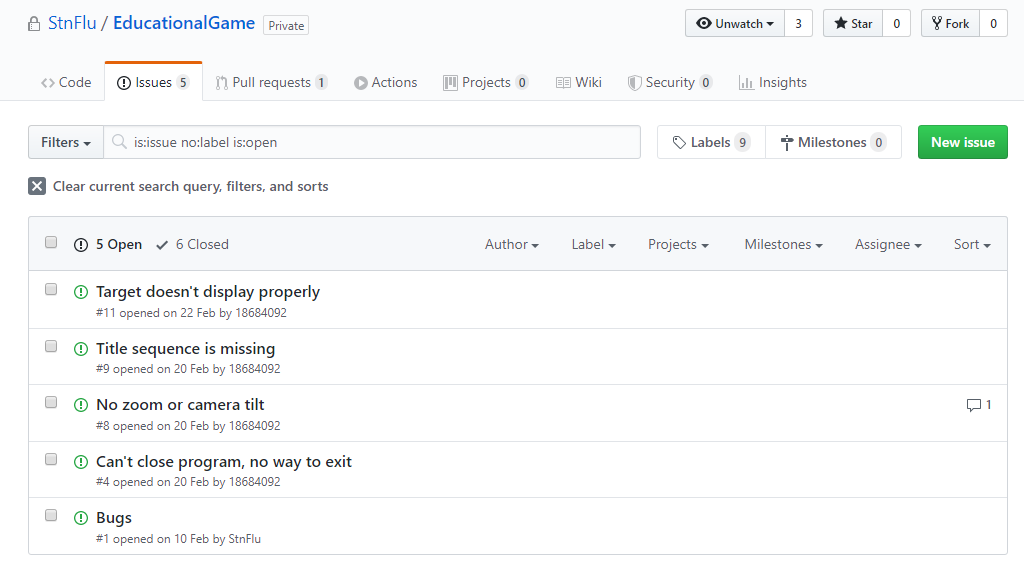 StnFlu / EducationalGame Private Unwatch 3 Star 0 Fork 0
Code Issues 5 Pull requests 1 Actions Projects 0 Wiki Security 0 Insights
Filters is:issue no:label is:open Labels 9 Milestones 0 New issue
Clear current search query, filters, and sorts
5 Open 6 Closed Author Label Projects Milestones Assignee Sort
Target doesn't display properly
#11 opened on 22 Feb by 18684092
Title sequence is missing
#9 opened on 20 Feb by 18684092
No zoom or camera tilt 1
#8 opened on 20 Feb by 18684092
Can't close program, no way to exit
#4 opened on 20 Feb by 18684092
Bugs
#1 opened on 10 Feb by StnFlu